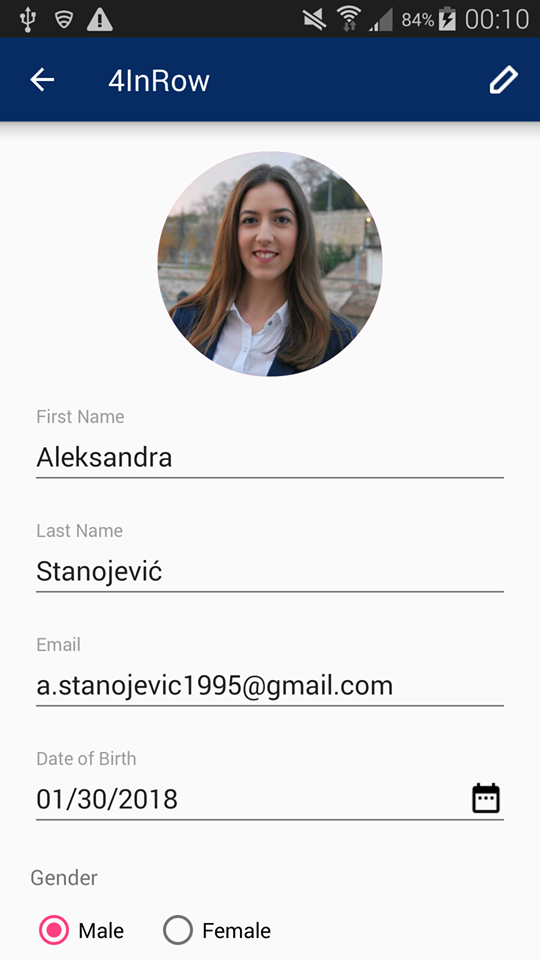 84% 00:10
4InRow
First Name
Aleksandra
Last Name
Stanojević
Email
a.stanojevic1995@gmail.com
Date of Birth
01/30/2018
Gender
Male Female